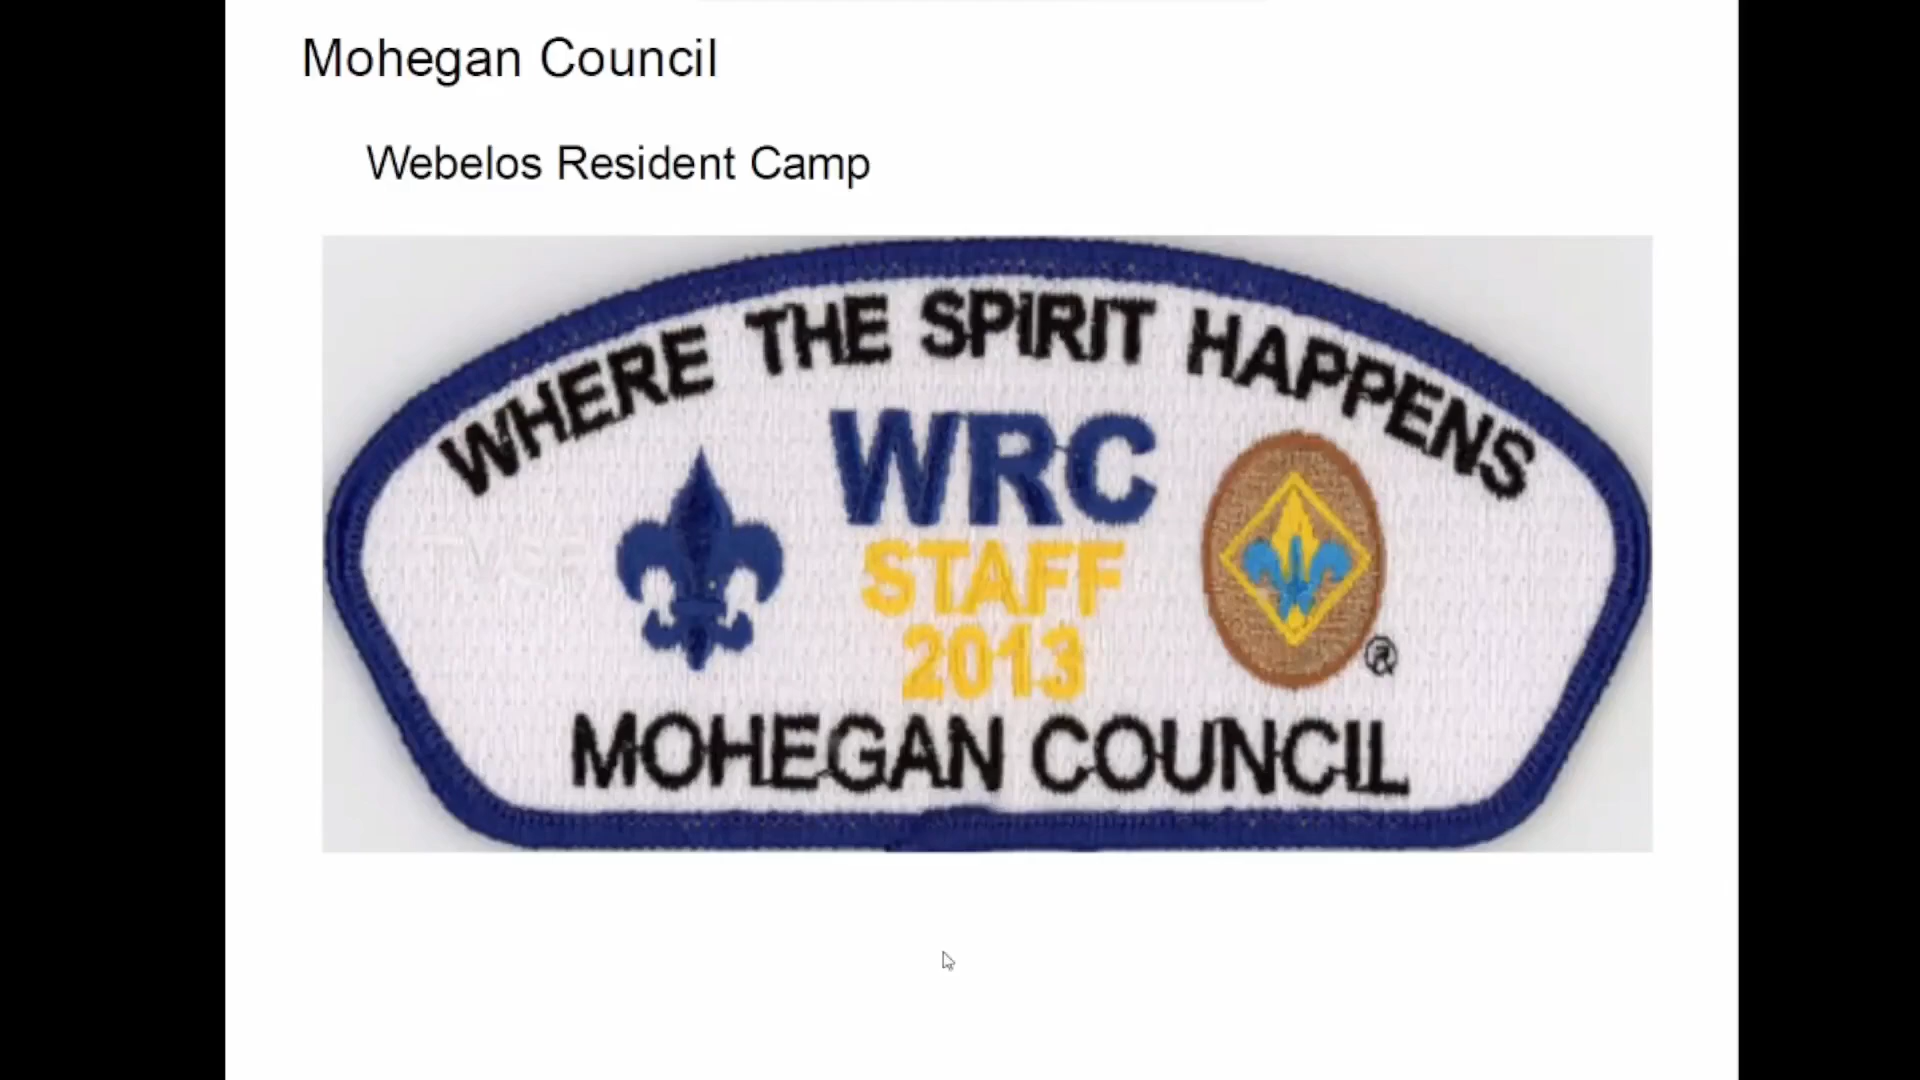 Mohegan Council
Webelos Resident Camp
WHERE THE SPIRIT HAPPENS
WRC
STAFF
2013
®
MOHEGAN COUNCIL